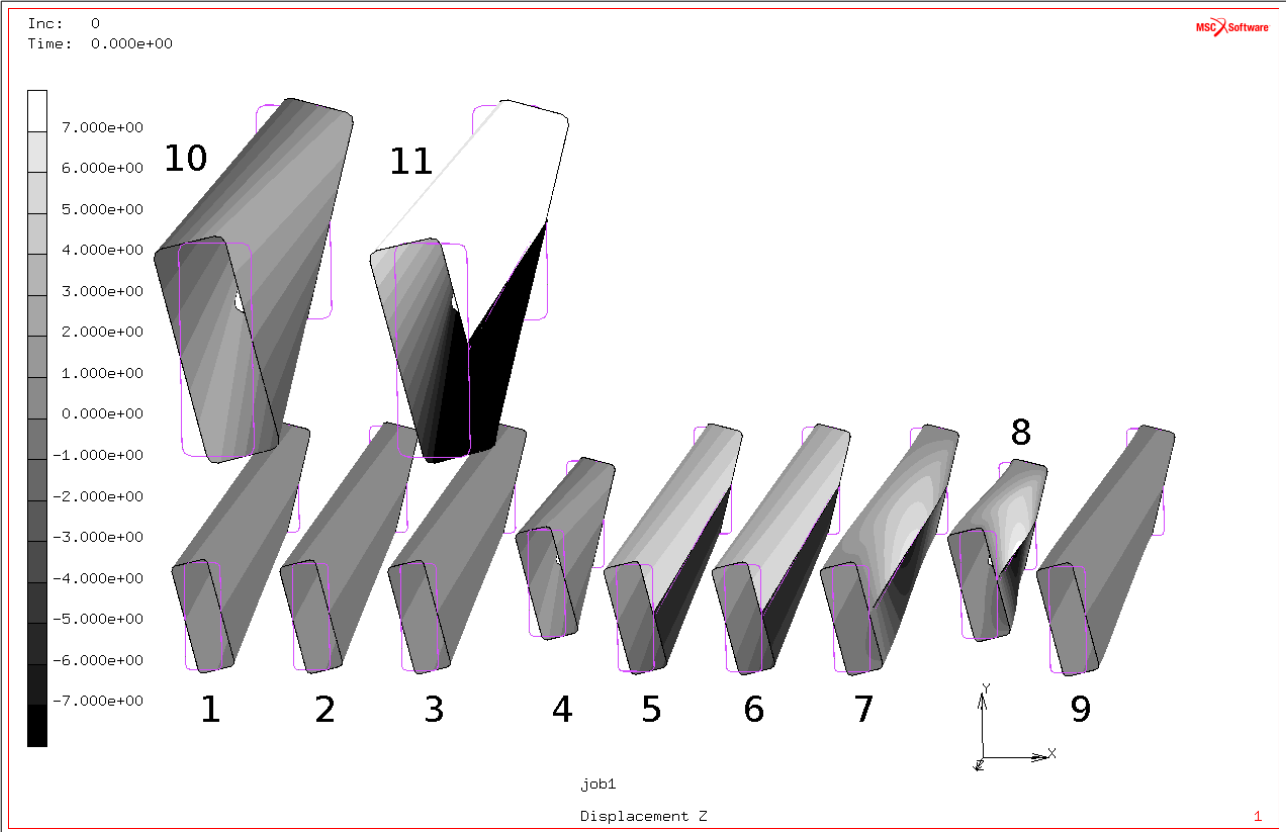 Inc: 0
Time: 0.000e+00
MSC Software
7.000e+00
6.000e+00
5.000e+00
4.000e+00
3.000e+00
2.000e+00
1.000e+00
0.000e+00
-1.000e+00
-2.000e+00
-3.000e+00
-4.000e+00
-5.000e+00
-6.000e+00
-7.000e+00
10
11
8
1
2
3
4
5
6
7
9
Y
X
Z
job1
Displacement Z
1